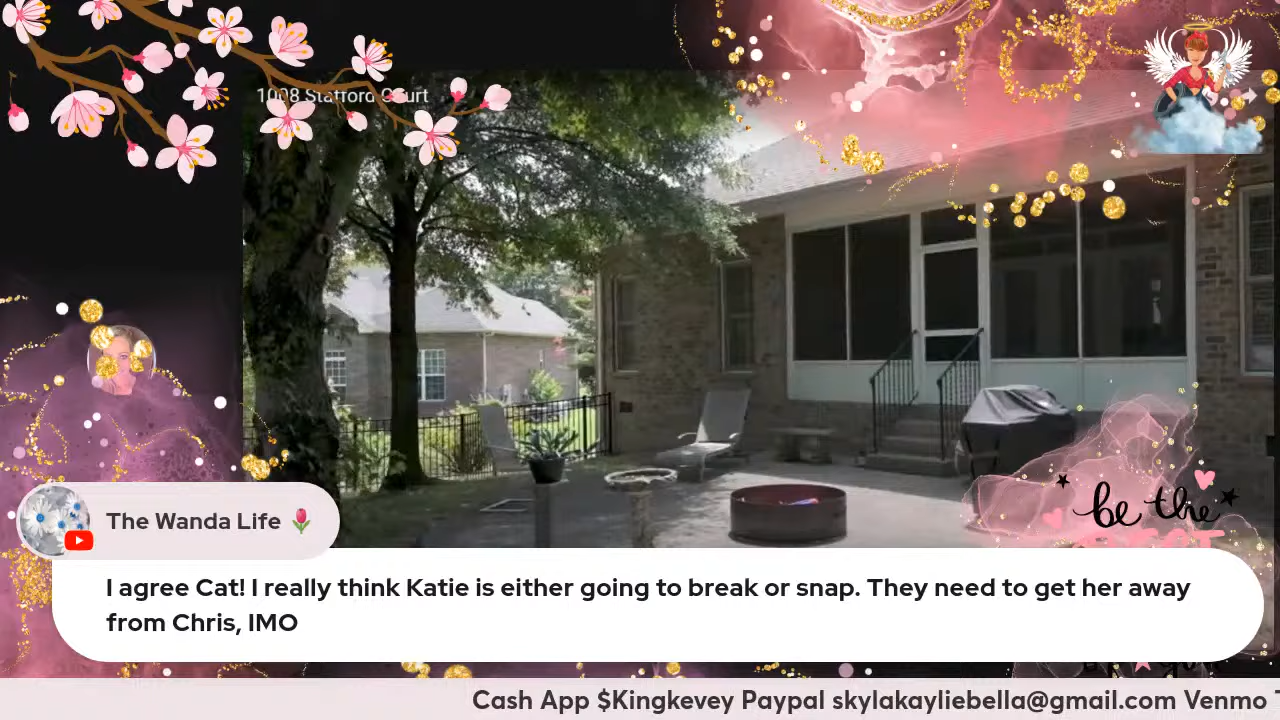 1008 Stafford Court
be the
The Wanda Life
I agree Cat! I really think Katie is either going to break or snap. They need to get her away
from Chris, IMO
Cash App $Kingkevey Paypal skylakayliebella@gmail.com Venmo